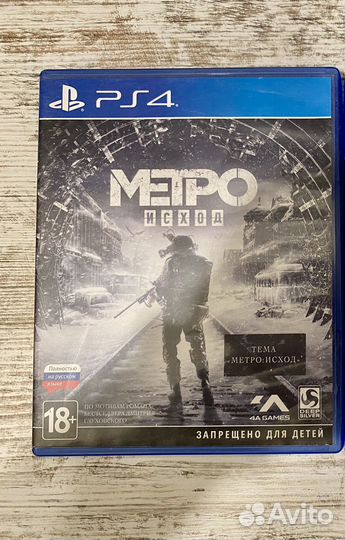 PS4
МЕТРО
ИСХОД
ТЕМА
«МЕТРО:ИСХОД»
Полностью
на русском
языке
18+
ПО МОТИВАМ РОМАНА
БЕСТСЕЛЛЕРА ДМИТРИЯ
ГЛУХОВСКОГО
4A GAMES
DEEP
SILVER
ЗАПРЕЩЕНО ДЛЯ ДЕТЕЙ
Avito